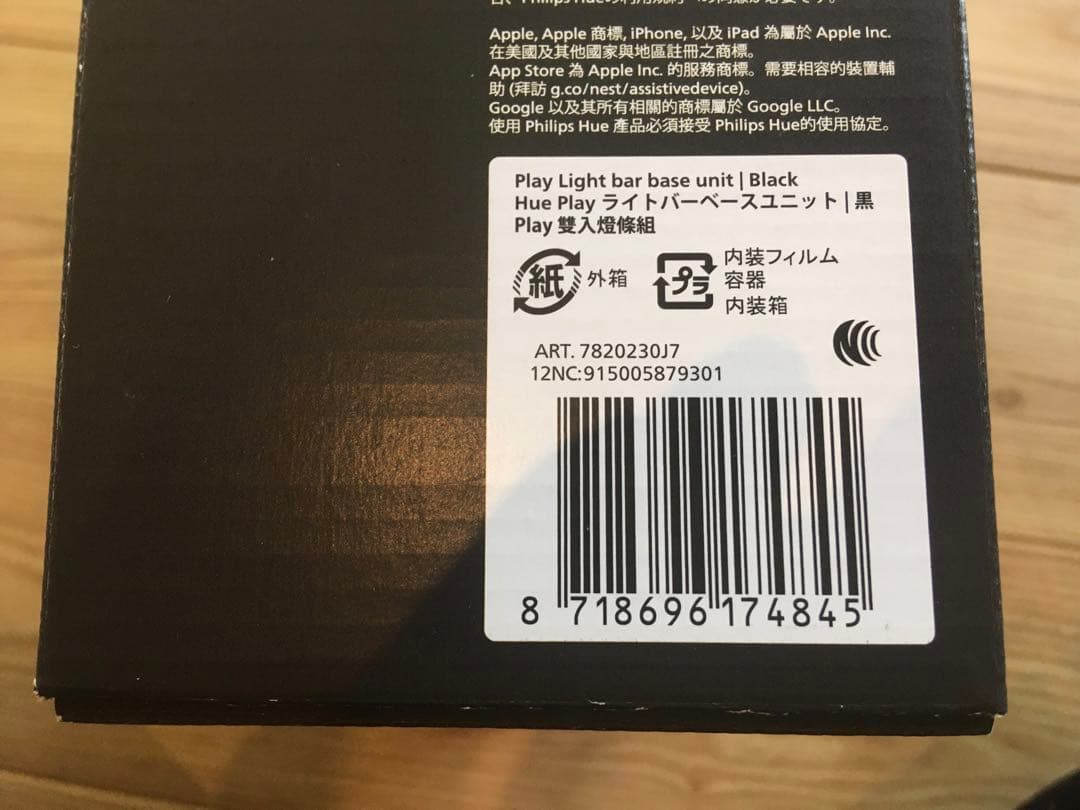 Apple, Apple 商標, iPhone, 以及 iPad 為屬於 Apple Inc.
在美國及其他國家與地區註冊之商標。
App Store 為 Apple Inc. 的服務商標。需要相容的裝置輔
助 (拜訪 g.co/nest/assistivedevice)。
Google 以及其所有相關的商標屬於 Google LLC。
使用 Philips Hue 產品必須接受 Philips Hue的使用協定。
Play Light bar base unit | Black
Hue Play ライトバーベースユニット | 黒
Play 雙入燈條組
紙 外箱
プラ 内装フィルム
容器
内装箱
ART. 7820230J7
12NC:915005879301
8 718696 174845